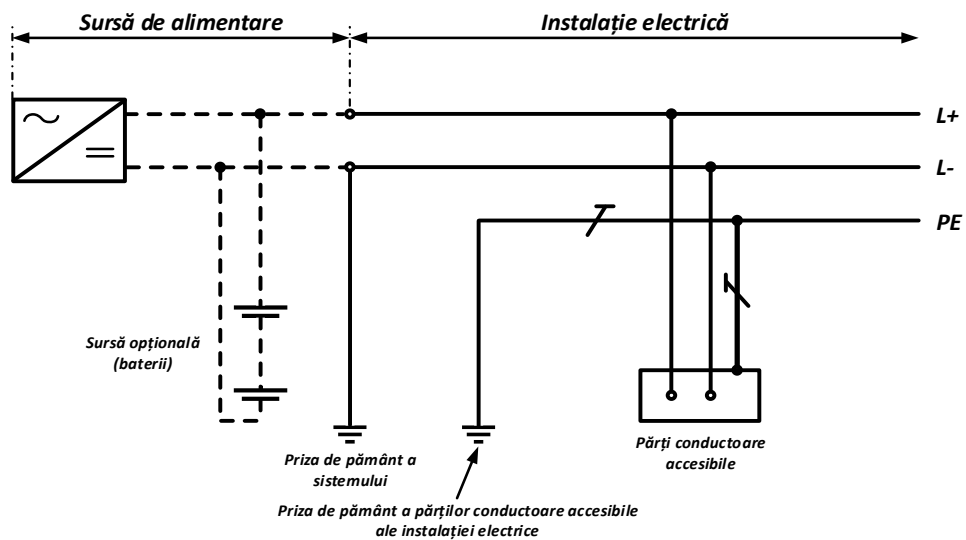 Sursă de alimentare
Instalație electrică
L+
L-
PE
Sursă opțională
(baterii)
Priza de pământ a
sistemului
Părți conductoare
accesibile
Priza de pământ a părților conductoare accesibile
ale instalației electrice